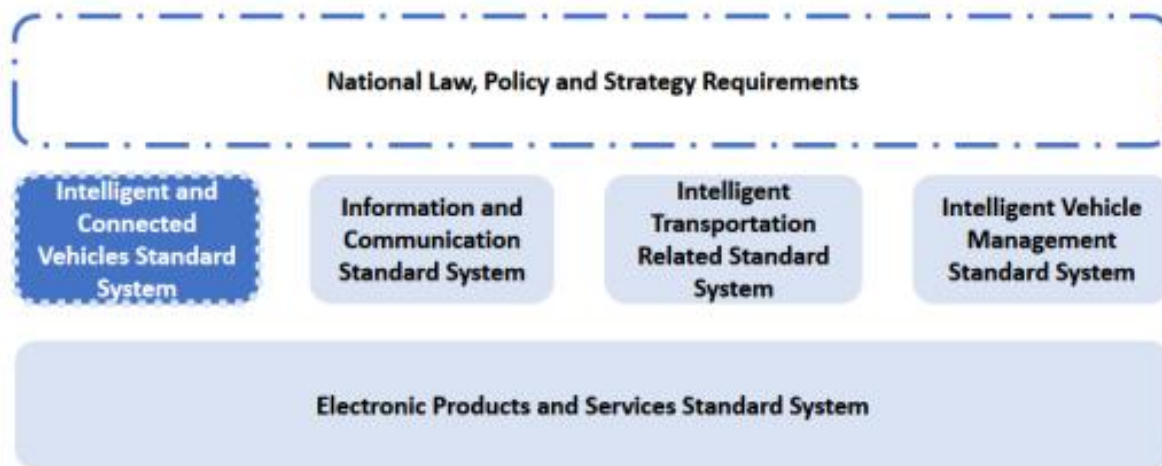 National Law, Policy and Strategy Requirements
Intelligent and
Connected
Vehicles Standard
System
Information and
Communication
Standard System
Intelligent
Transportation
Related Standard
System
Intelligent Vehicle
Management
Standard System
Electronic Products and Services Standard System